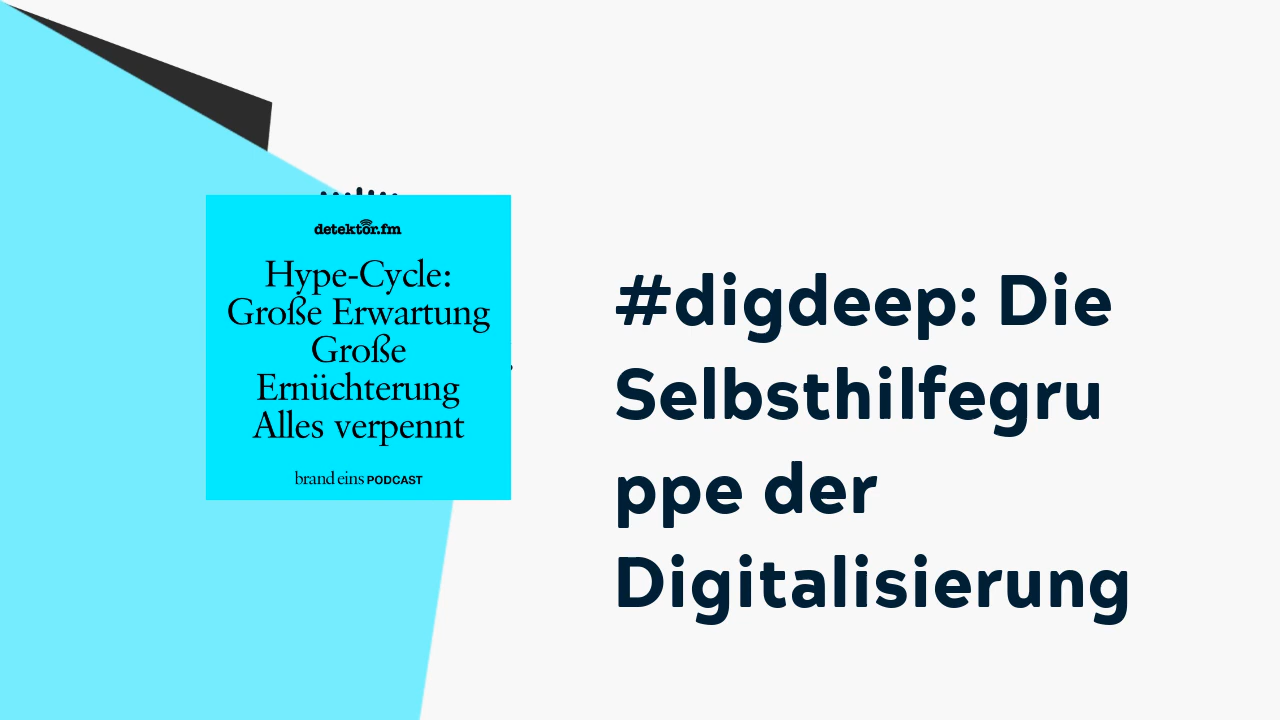 detektor.fm
Hype-Cycle:
Große Erwartung
Große
Ernüchterung
Alles verpennt
brand eins PODCAST
#digdeep: Die
Selbsthilfegru
ppe der
Digitalisierung